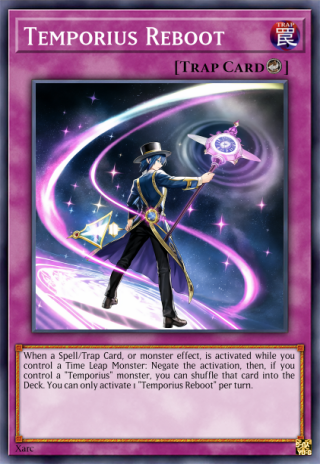 Temporius Reboot
TRAP
罠
[Trap Card]
When a Spell/Trap Card, or monster effect, is activated while you
control a Time Leap Monster: Negate the activation, then, if you
control a "Temporius" monster, you can shuffle that card into the
Deck. You can only activate 1 "Temporius Reboot" per turn.
Xarc